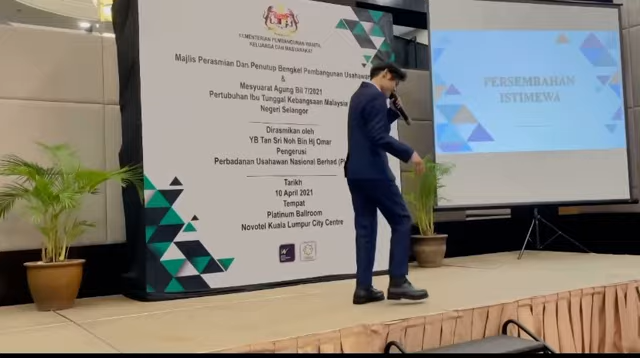 KEMENTERIAN PEMBANGUNAN WANITA,
KELUARGA DAN MASYARAKAT
Majlis Perasmian Dan Penutup Bengkel Pembangunan Usahawan
&
Mesyuarat Agung Bil 7/2021
Pertubuhan Ibu Tunggal Kebangsaan Malaysia
Negeri Selangor
Dirasmikan oleh
YB Tan Sri Noh Bin Hj Omar
Pengerusi
Perbadanan Usahawan Nasional Berhad
Tarikh
10 April 2021
Tempat
Platinum Ballroom
Novotel Kuala Lumpur City Centre
PERSEMBAHAN
ISTIMEWA